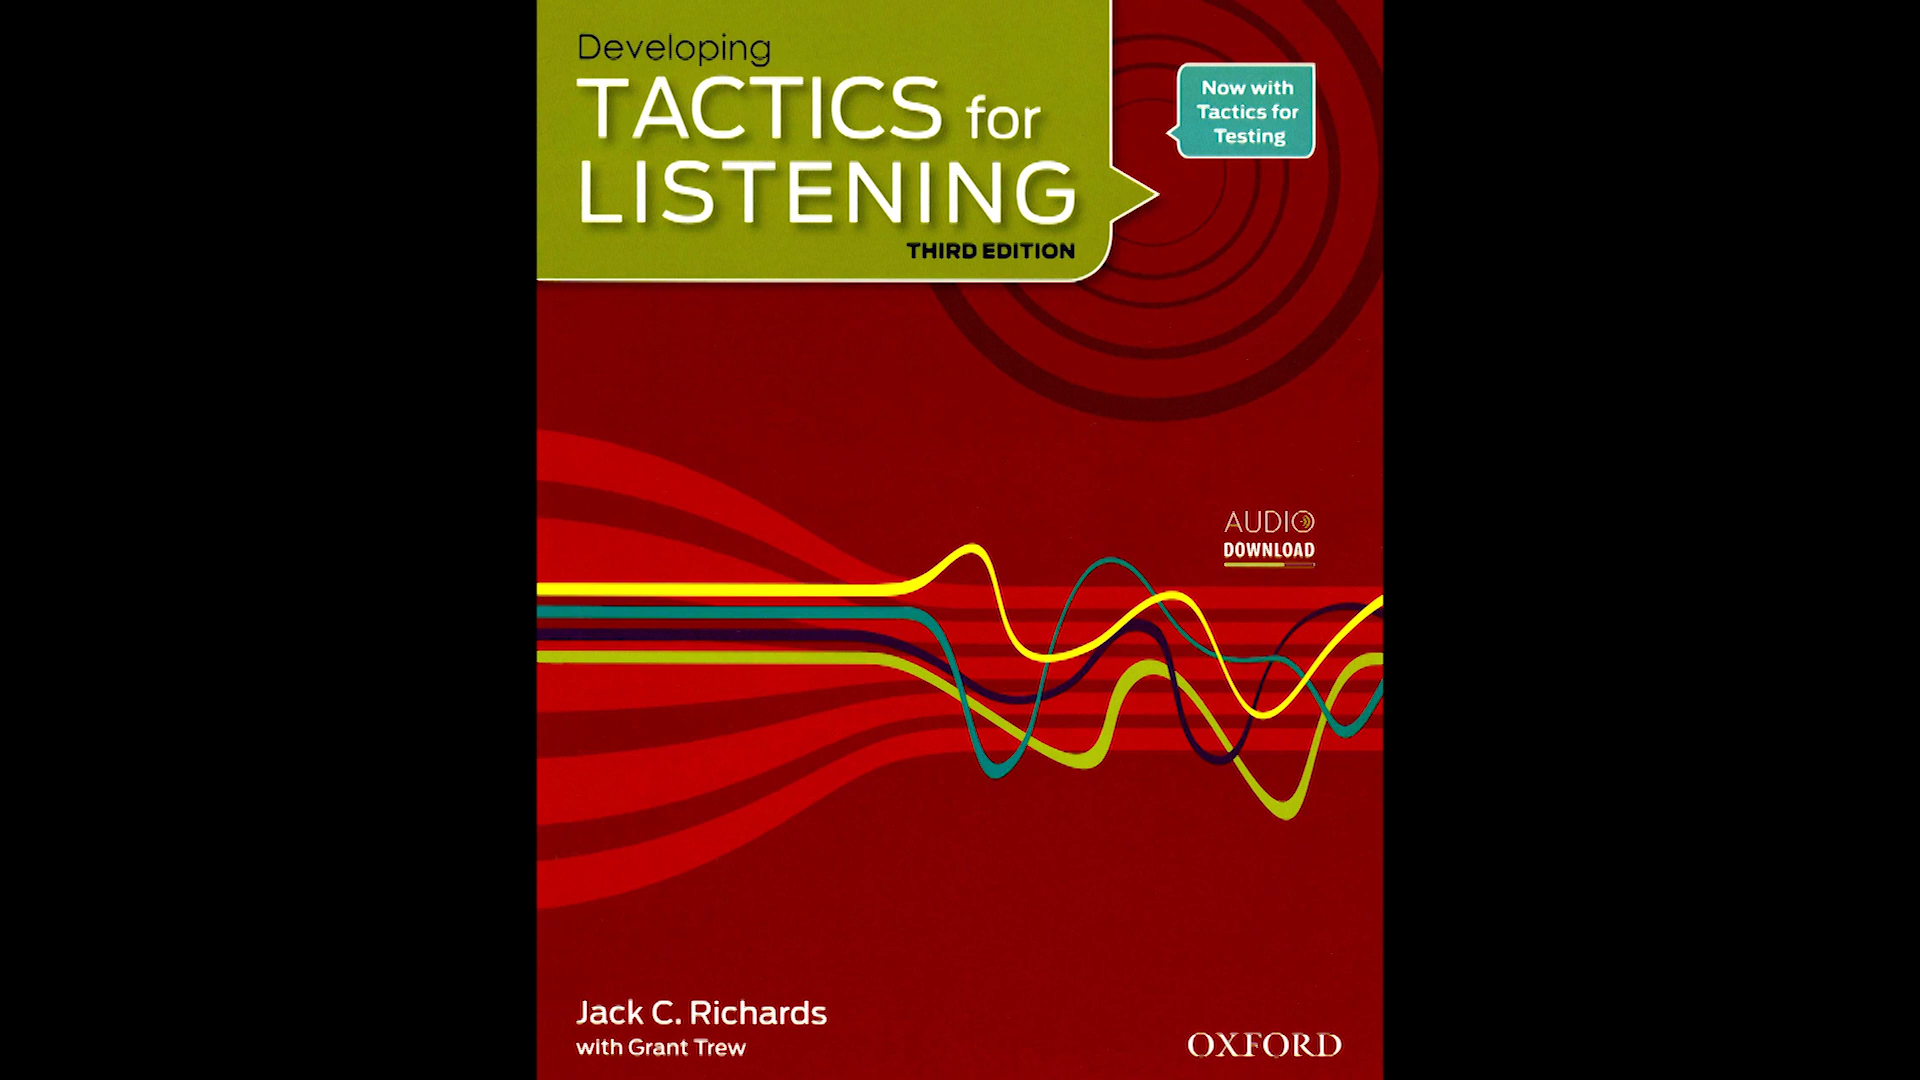 Developing
TACTICS for
LISTENING
THIRD EDITION
Now with
Tactics for
Testing
AUDIO
DOWNLOAD
Jack C. Richards
with Grant Trew
OXFORD